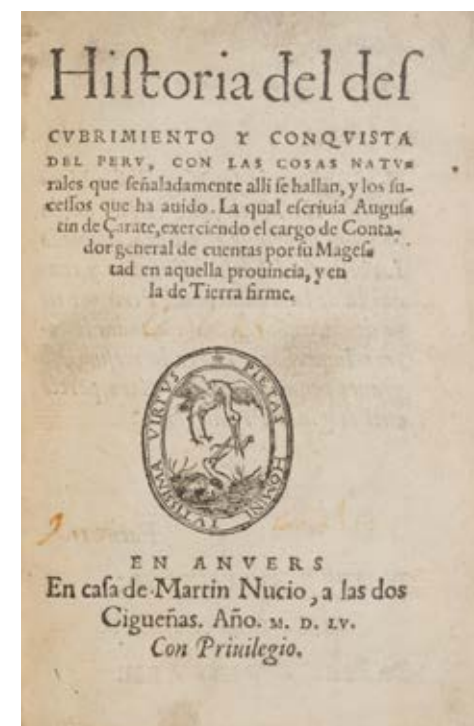 Hiſtoria del deſ
CVBRIMIENTO Y CONQVISTA
DEL PERV, CON LAS COSAS NATV-
rales que ſeñaladamente alli ſe hallan, y los ſu-
ceſſos que ha auido. La qual eſcriuia Auguſ-
tin de Çarate, exerciendo el cargo de Conta-
dor general de cuentas por ſu Mageſ-
tad en aquella prouincia, y en
la de Tierra firme.
PIETAS HOMINI TVTISSIMA VIRTVS
EN ANVERS
En caſa de Martin Nucio, a las dos
Cigueñas. Año. M. D. LV.
Con Priuilegio.